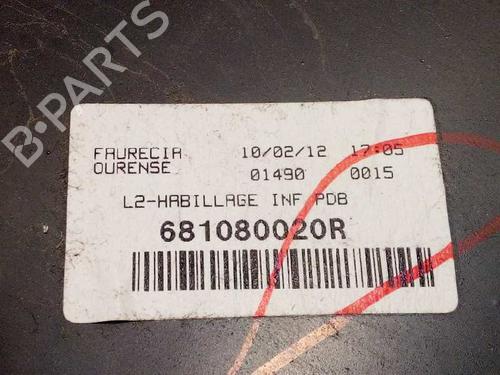 B-PARTS
FAURECIA 10/02/12 17:05
OURENSE 01490 0015
L2-HABILLAGE INF PDB
681080020R